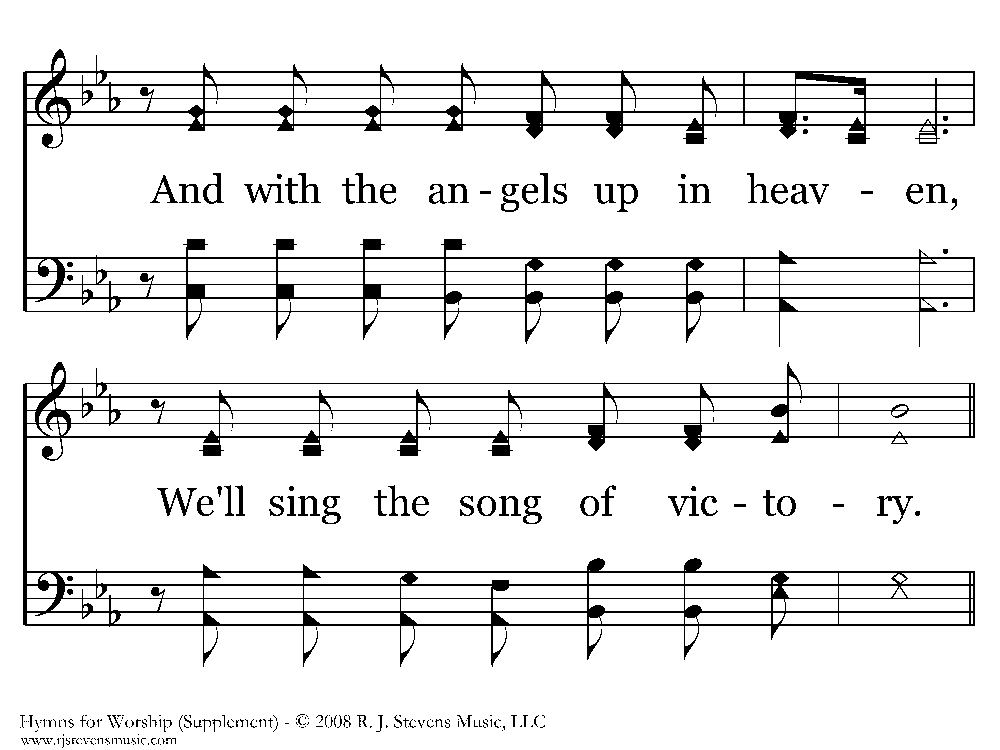 And with the an - gels up in heav - en,
We'll sing the song of vic - to - ry.
Hymns for Worship (Supplement) - © 2008 R. J. Stevens Music, LLC
www.rjstevensmusic.com